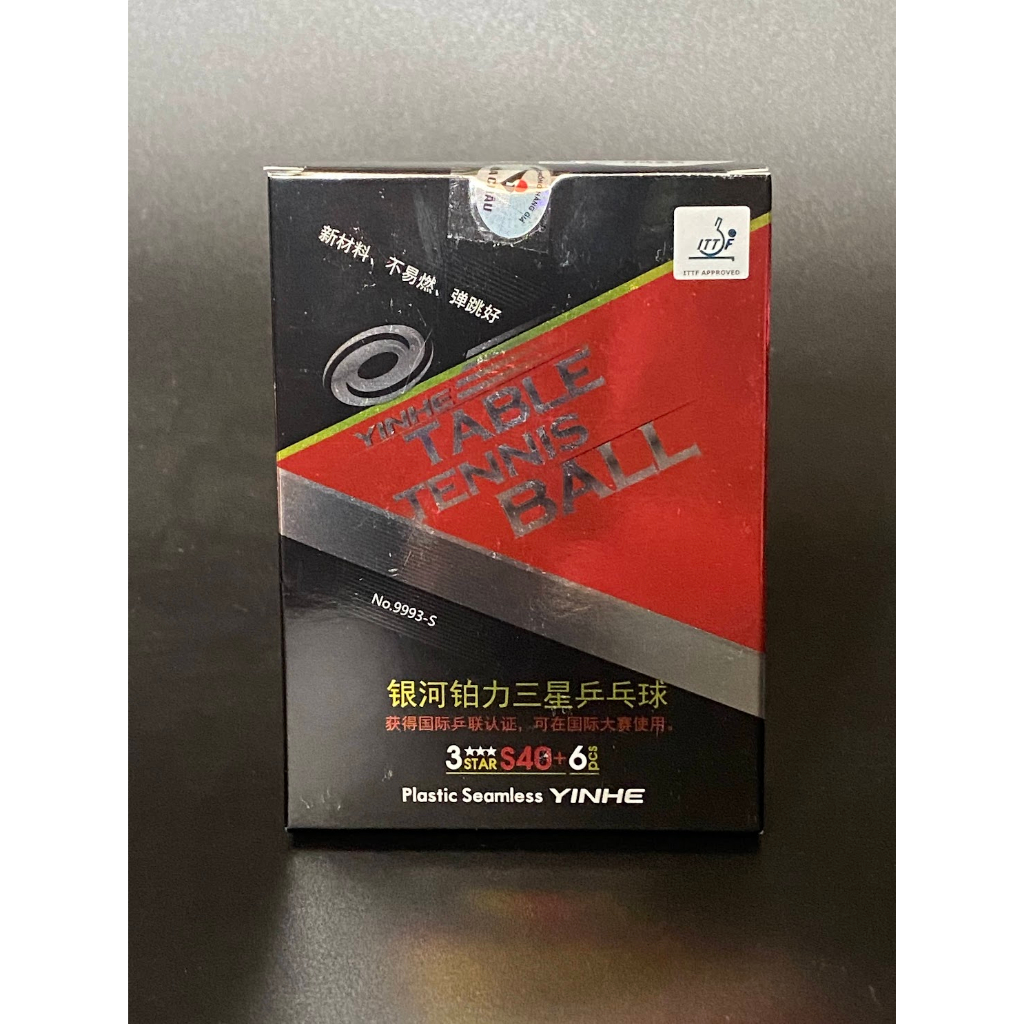 ITTF
ITTF APPROVED
新材料、不易燃、弹跳好
YINHE
TABLE
TENNIS
BALL
No.9993-S
银河铂力三星乒乓球
获得国际乒联认证，可在国际大赛使用。
3 ★★★ STAR S40+ 6 pcs
Plastic Seamless YINHE